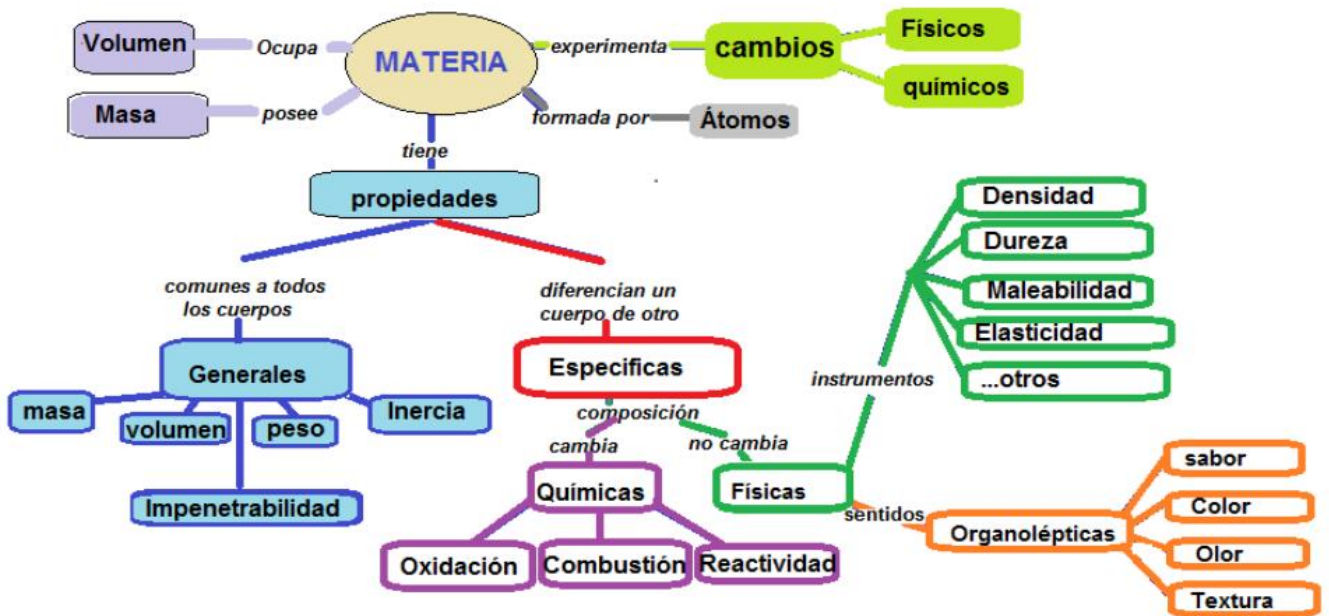 Volumen
Ocupa
MATERIA
experimenta
cambios
Físicos
químicos
Masa
posee
formada por
Átomos
tiene
propiedades
comunes a todos
los cuerpos
diferencian un
cuerpo de otro
Generales
masa
volumen
peso
Inercia
Impenetrabilidad
Especificas
composición
cambia
no cambia
Químicas
Oxidación
Combustión
Reactividad
Físicas
instrumentos
Densidad
Dureza
Maleabilidad
Elasticidad
...otros
sentidos
Organolépticas
sabor
Color
Olor
Textura